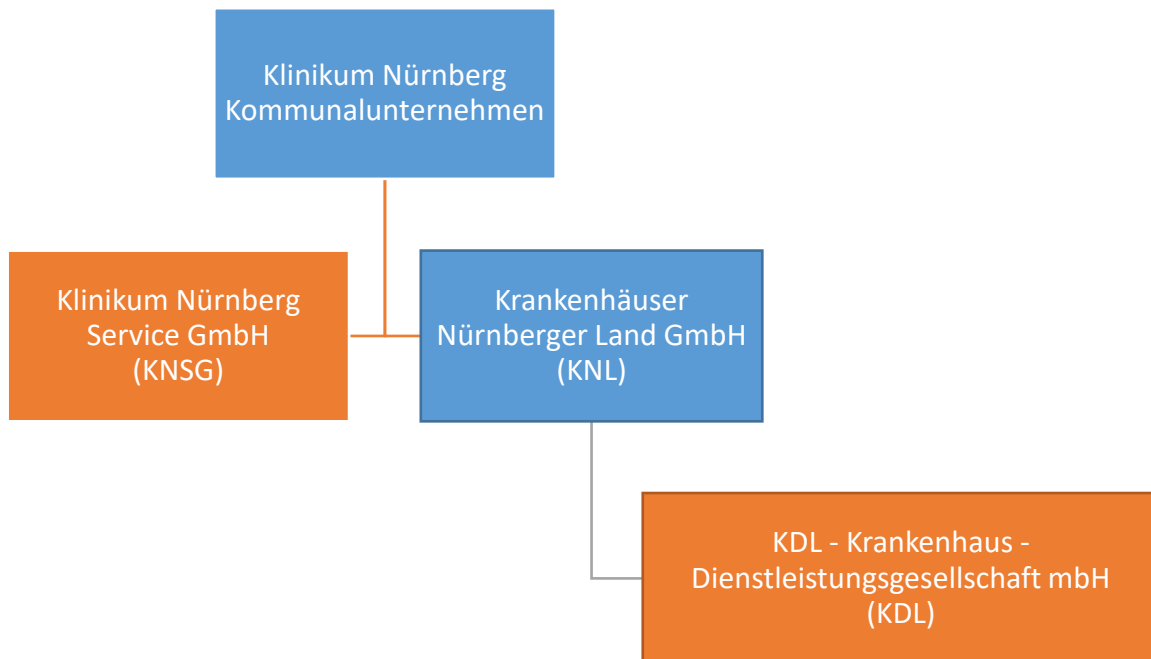 Klinikum Nürnberg
Kommunalunternehmen
Klinikum Nürnberg
Service GmbH
(KNSG)
Krankenhäuser
Nürnberger Land GmbH
(KNL)
KDL - Krankenhaus -
Dienstleistungsgesellschaft mbH
(KDL)